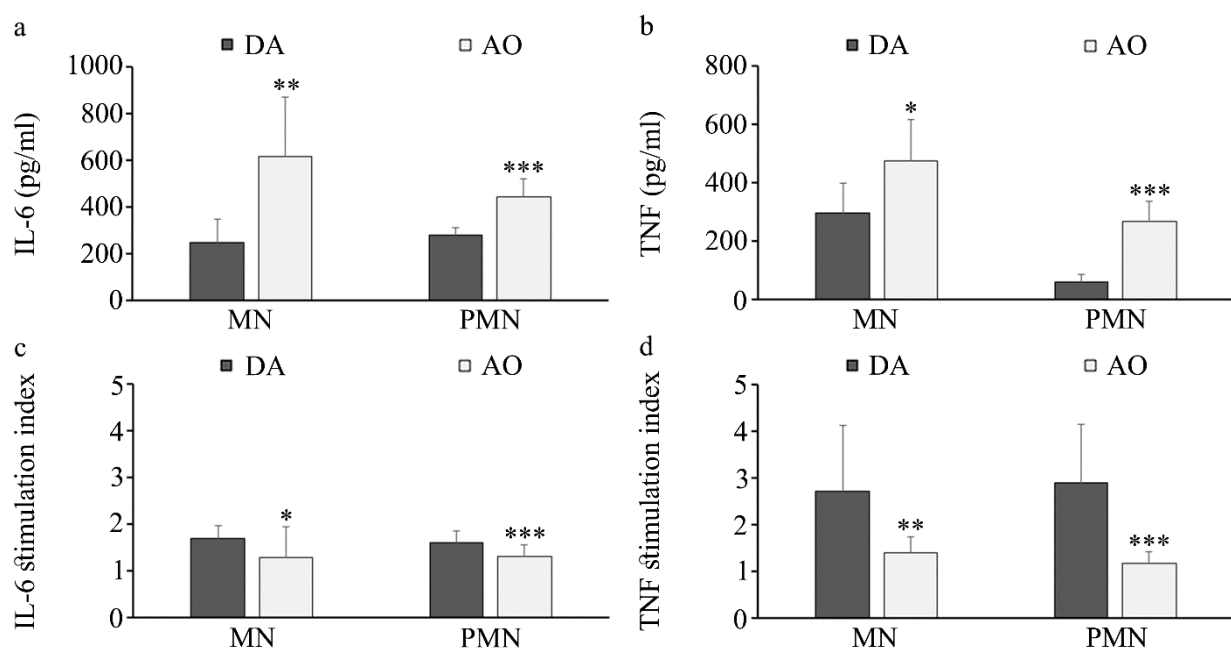 a
DA AO
IL-6 (pg/ml)
1000
800
600
400
200
0
** ***
MN PMN
b
DA AO
TNF (pg/ml)
800
600
400
200
0
* ***
MN PMN
c
DA AO
IL-6 stimulation index
5
4
3
2
1
0
* ***
MN PMN
d
DA AO
TNF stimulation index
5
4
3
2
1
0
** ***
MN PMN